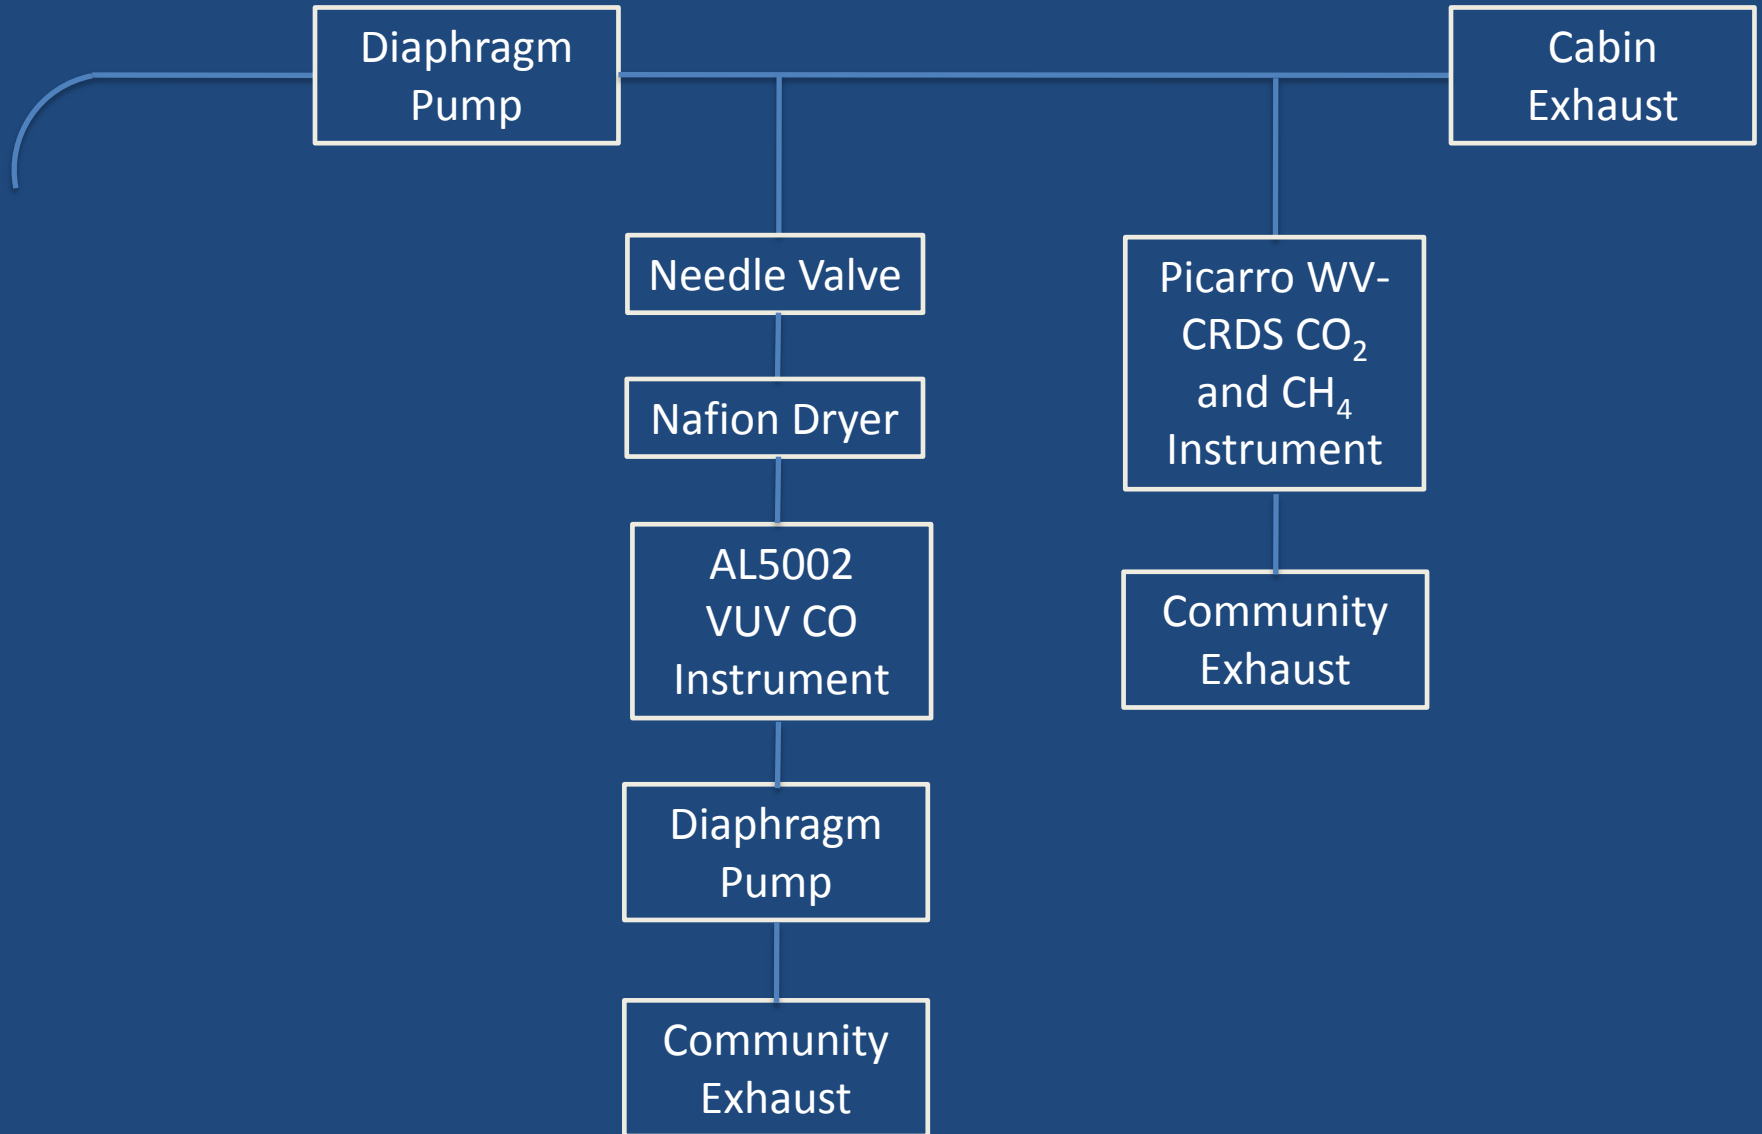 Diaphragm
Pump
Cabin
Exhaust
Needle Valve
Nafion Dryer
AL5002
VUV CO
Instrument
Diaphragm
Pump
Community
Exhaust
Picarro WV-
CRDS CO₂
and CH₄
Instrument
Community
Exhaust